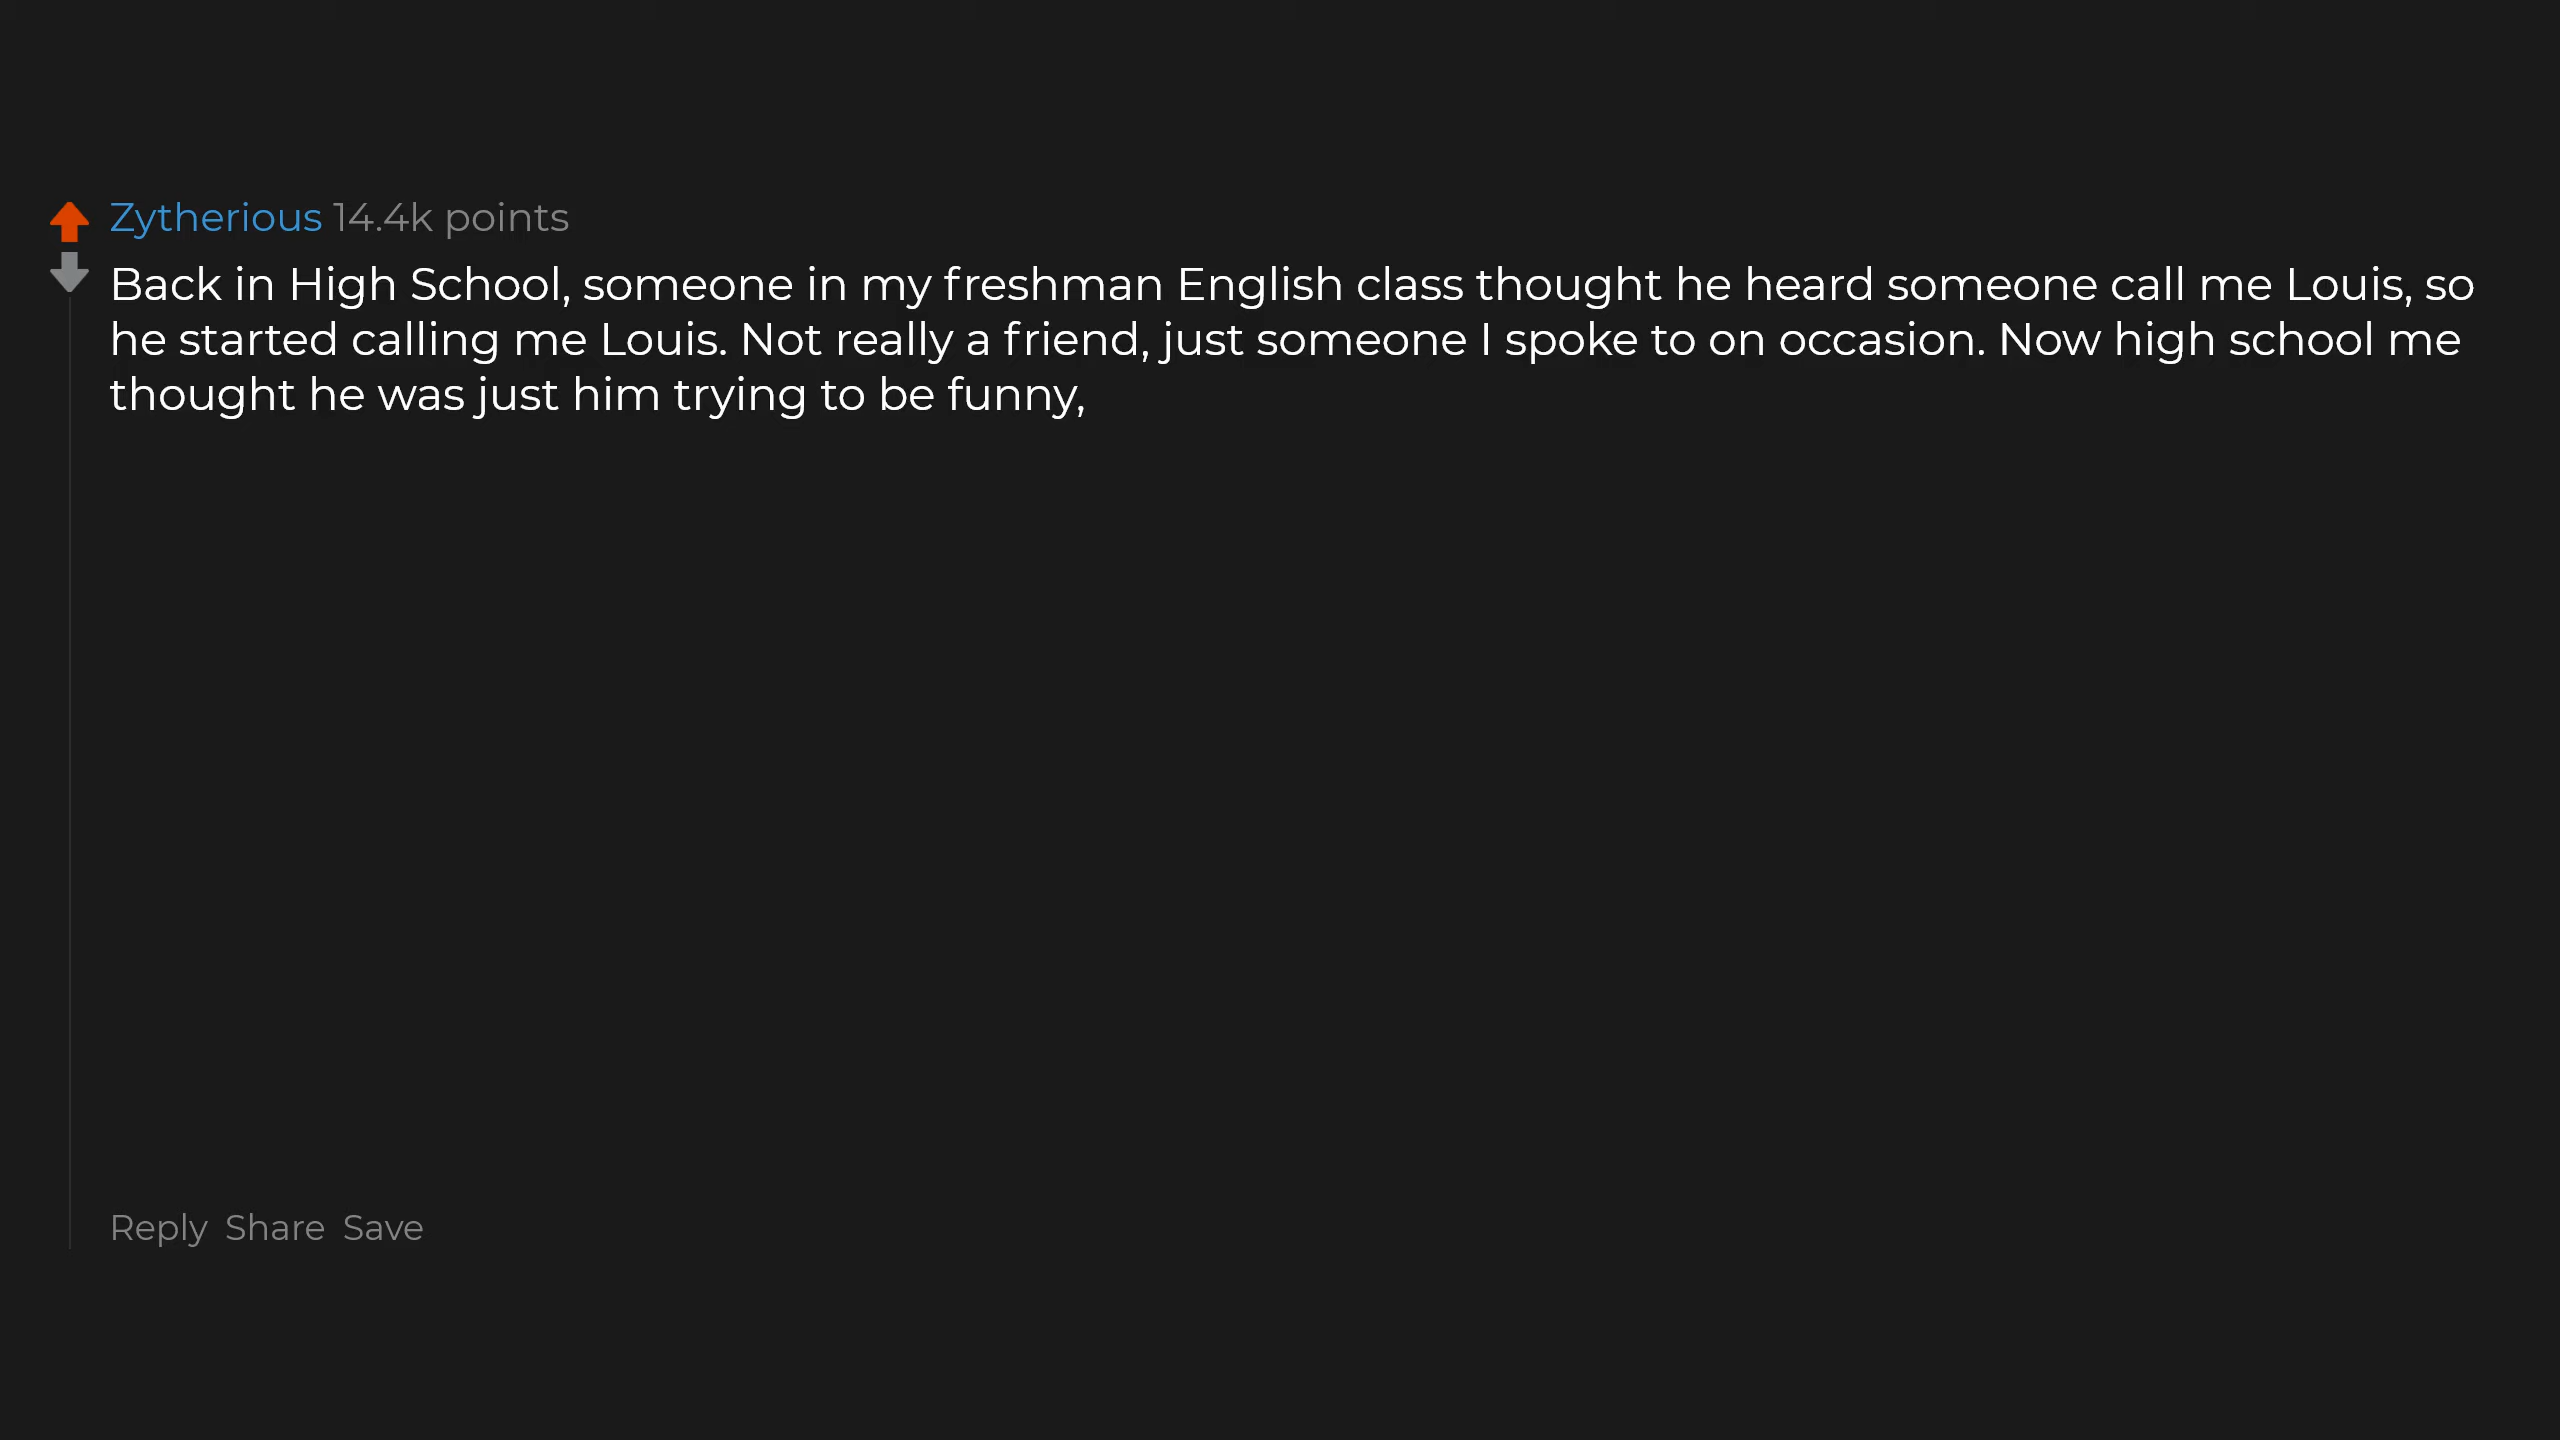 Zytherious 14.4k points
Back in High School, someone in my freshman English class thought he heard someone call me Louis, so
he started calling me Louis. Not really a friend, just someone I spoke to on occasion. Now high school me
thought he was just him trying to be funny,
Reply Share Save